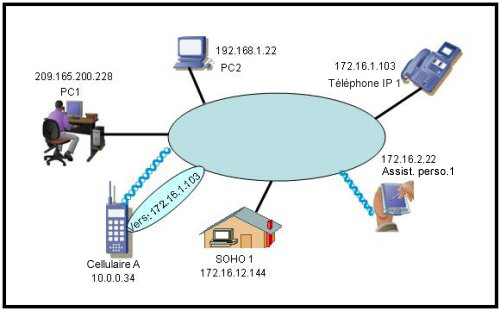 192.168.1.22
PC2
172.16.1.103
Téléphone IP 1
209.165.200.228
PC1
172.16.2.22
Assist. perso.1
Vers: 172.16.1.103
Cellulaire A
10.0.0.34
SOHO 1
172.16.12.144